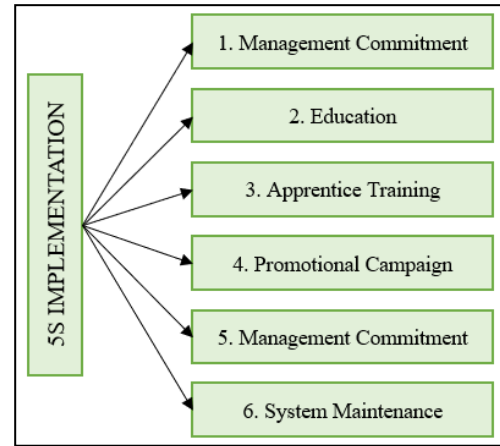 5S IMPLEMENTATION
1. Management Commitment
2. Education
3. Apprentice Training
4. Promotional Campaign
5. Management Commitment
6. System Maintenance